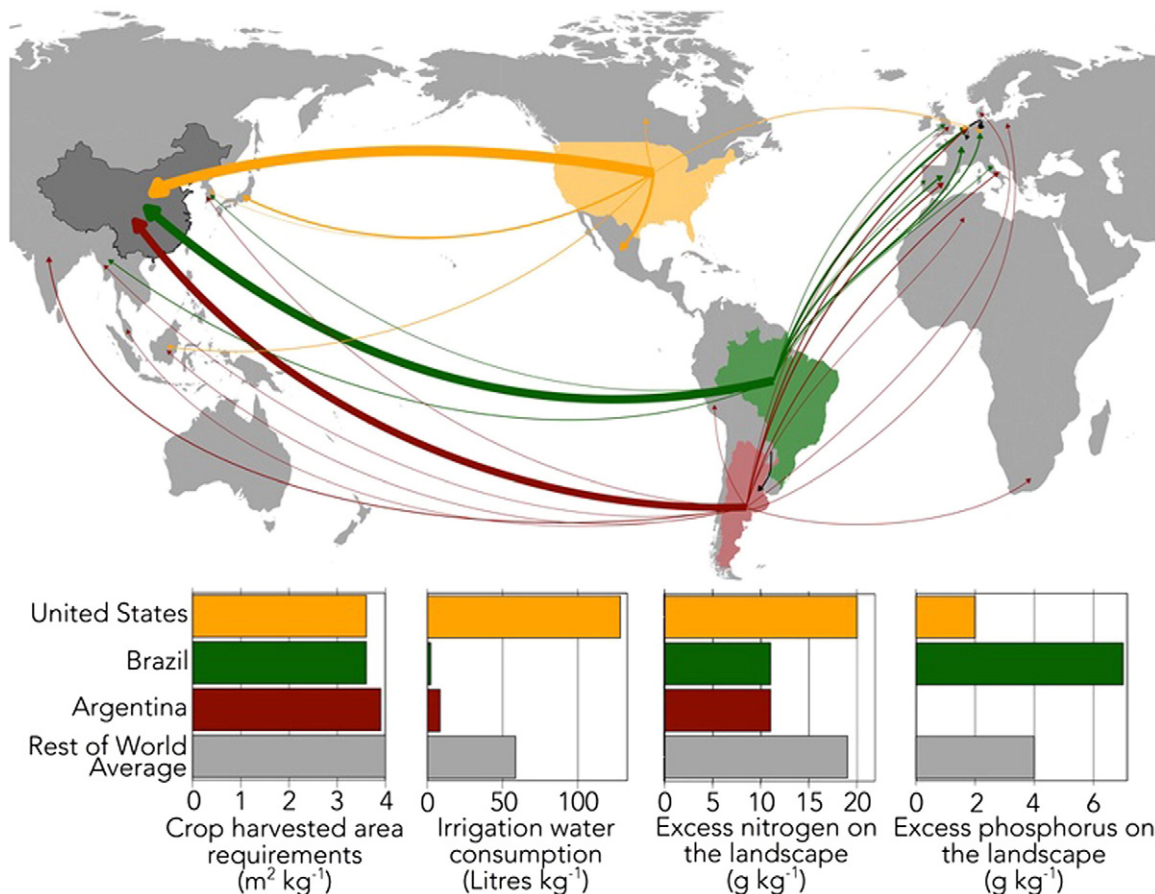 United States
Brazil
Argentina
Rest of World
Average
0 1 2 3 4
Crop harvested area
requirements
(m² kg⁻¹)
0 50 100
Irrigation water
consumption
(Litres kg⁻¹)
0 5 10 15 20
Excess nitrogen on
the landscape
(g kg⁻¹)
0 2 4 6
Excess phosphorus on
the landscape
(g kg⁻¹)